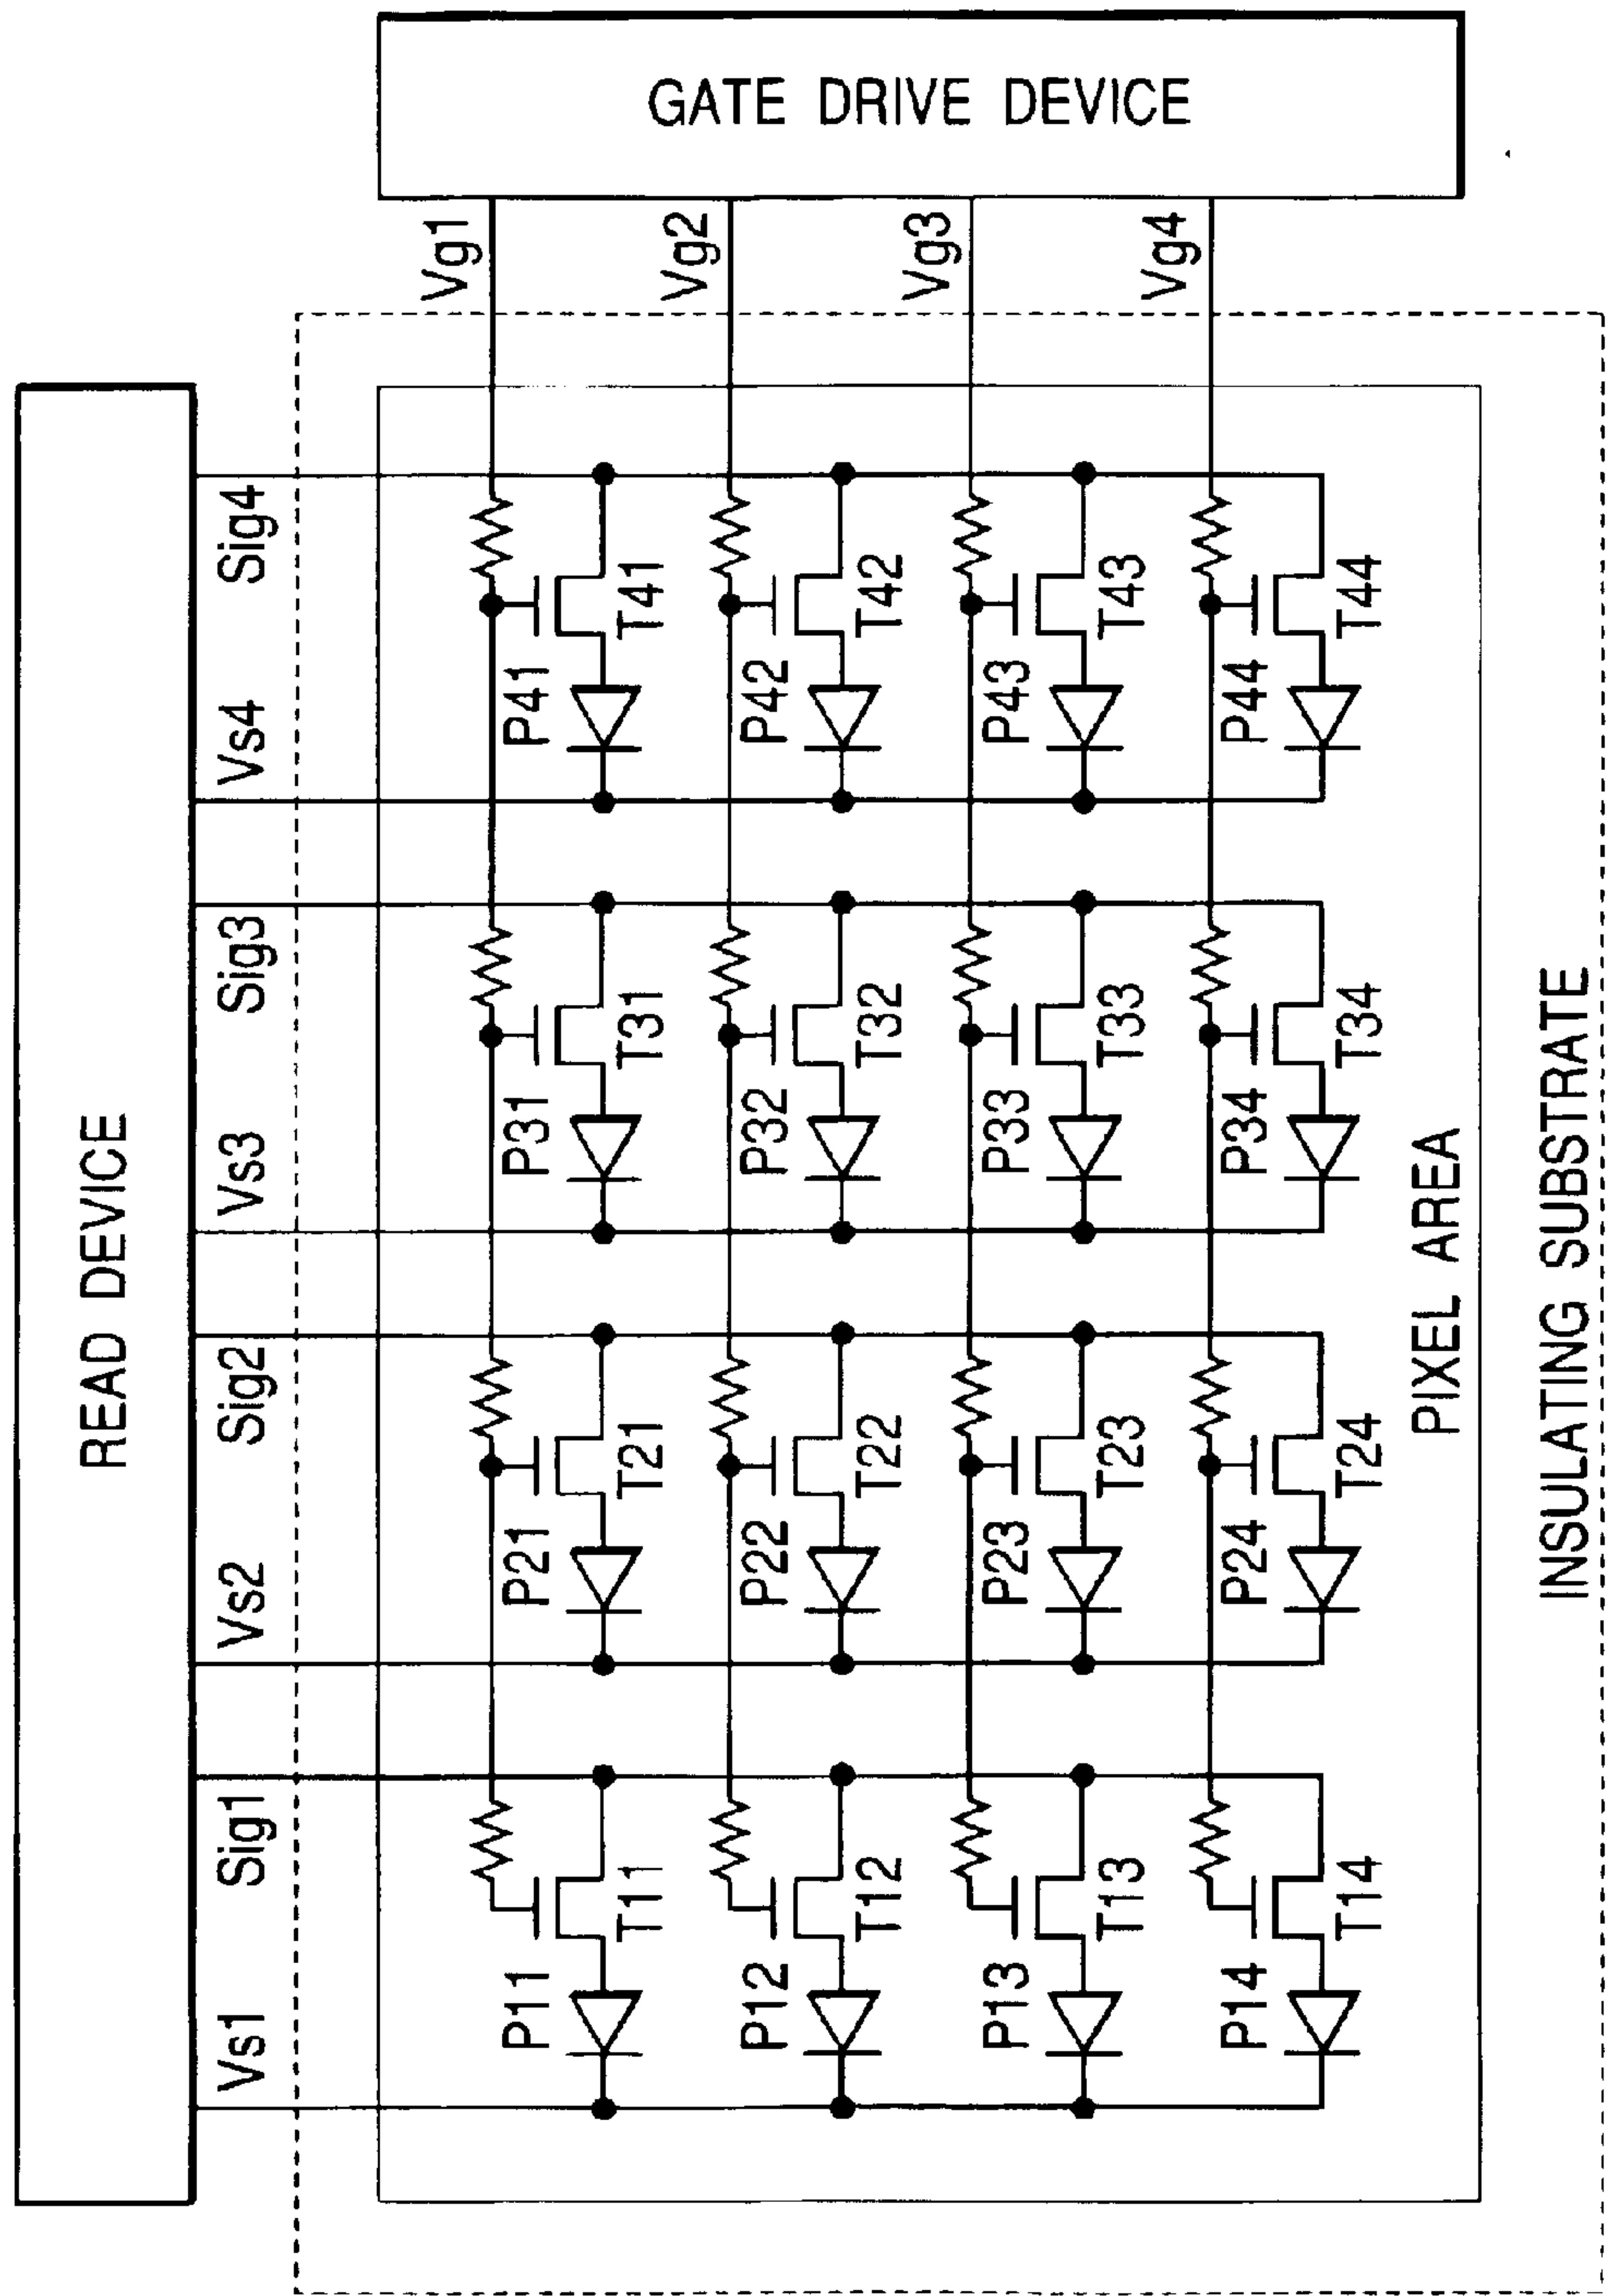 GATE DRIVE DEVICE
READ DEVICE
Vg1
Vg2
Vg3
Vg4
Vs1 Sig1 Vs2 Sig2 Vs3 Sig3 Vs4 Sig4
P11 T11 P21 T21 P31 T31 P41 T41
P12 T12 P22 T22 P32 T32 P42 T42
P13 T13 P23 T23 P33 T33 P43 T43
P14 T14 P24 T24 P34 T34 P44 T44
PIXEL AREA
INSULATING SUBSTRATE